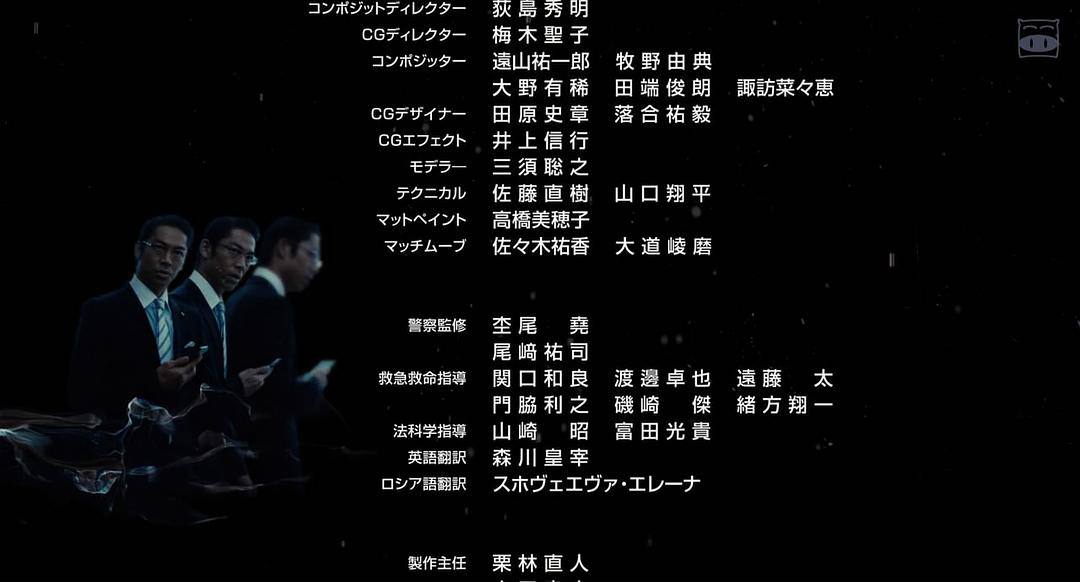 コンポジットディレクター 荻島秀明
CGディレクター 梅木聖子
コンポジッター 遠山祐一郎 牧野由典
大野有稀 田端俊朗 諏訪菜々恵
CGデザイナー 田原史章 落合祐毅
CGエフェクト 井上信行
モデラー 三須聡之
テクニカル 佐藤直樹 山口翔平
マットペイント 高橋美穂子
マッチムーブ 佐々木祐香 大道崚磨
警察監修 杢尾 堯
尾﨑祐司
救急救命指導 関口和良 渡邊卓也 遠藤 太
門脇利之 磯崎 傑 緒方翔一
法科学指導 山崎 昭 富田光貴
英語翻訳 森川皇宰
ロシア語翻訳 スホヴェエヴァ・エレーナ
製作主任 栗林直人